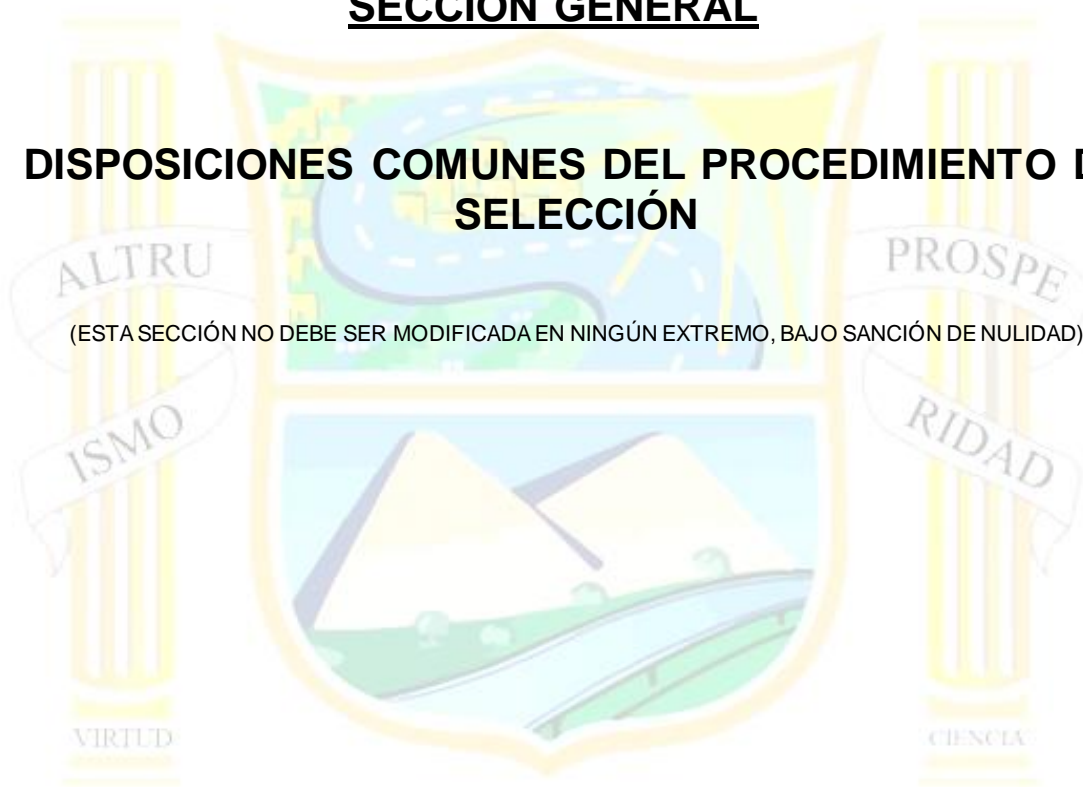 SECCIÓN GENERAL
DISPOSICIONES COMUNES DEL PROCEDIMIENTO
SELECCIÓN
ALTRU
PROSPE
(ESTA SECCIÓN NO DEBE SER MODIFICADA EN NINGÚN EXTREMO, BAJO SANCIÓN DE NULIDAD)
ISMO
RIDAD
VIRTUD
CIENCIA